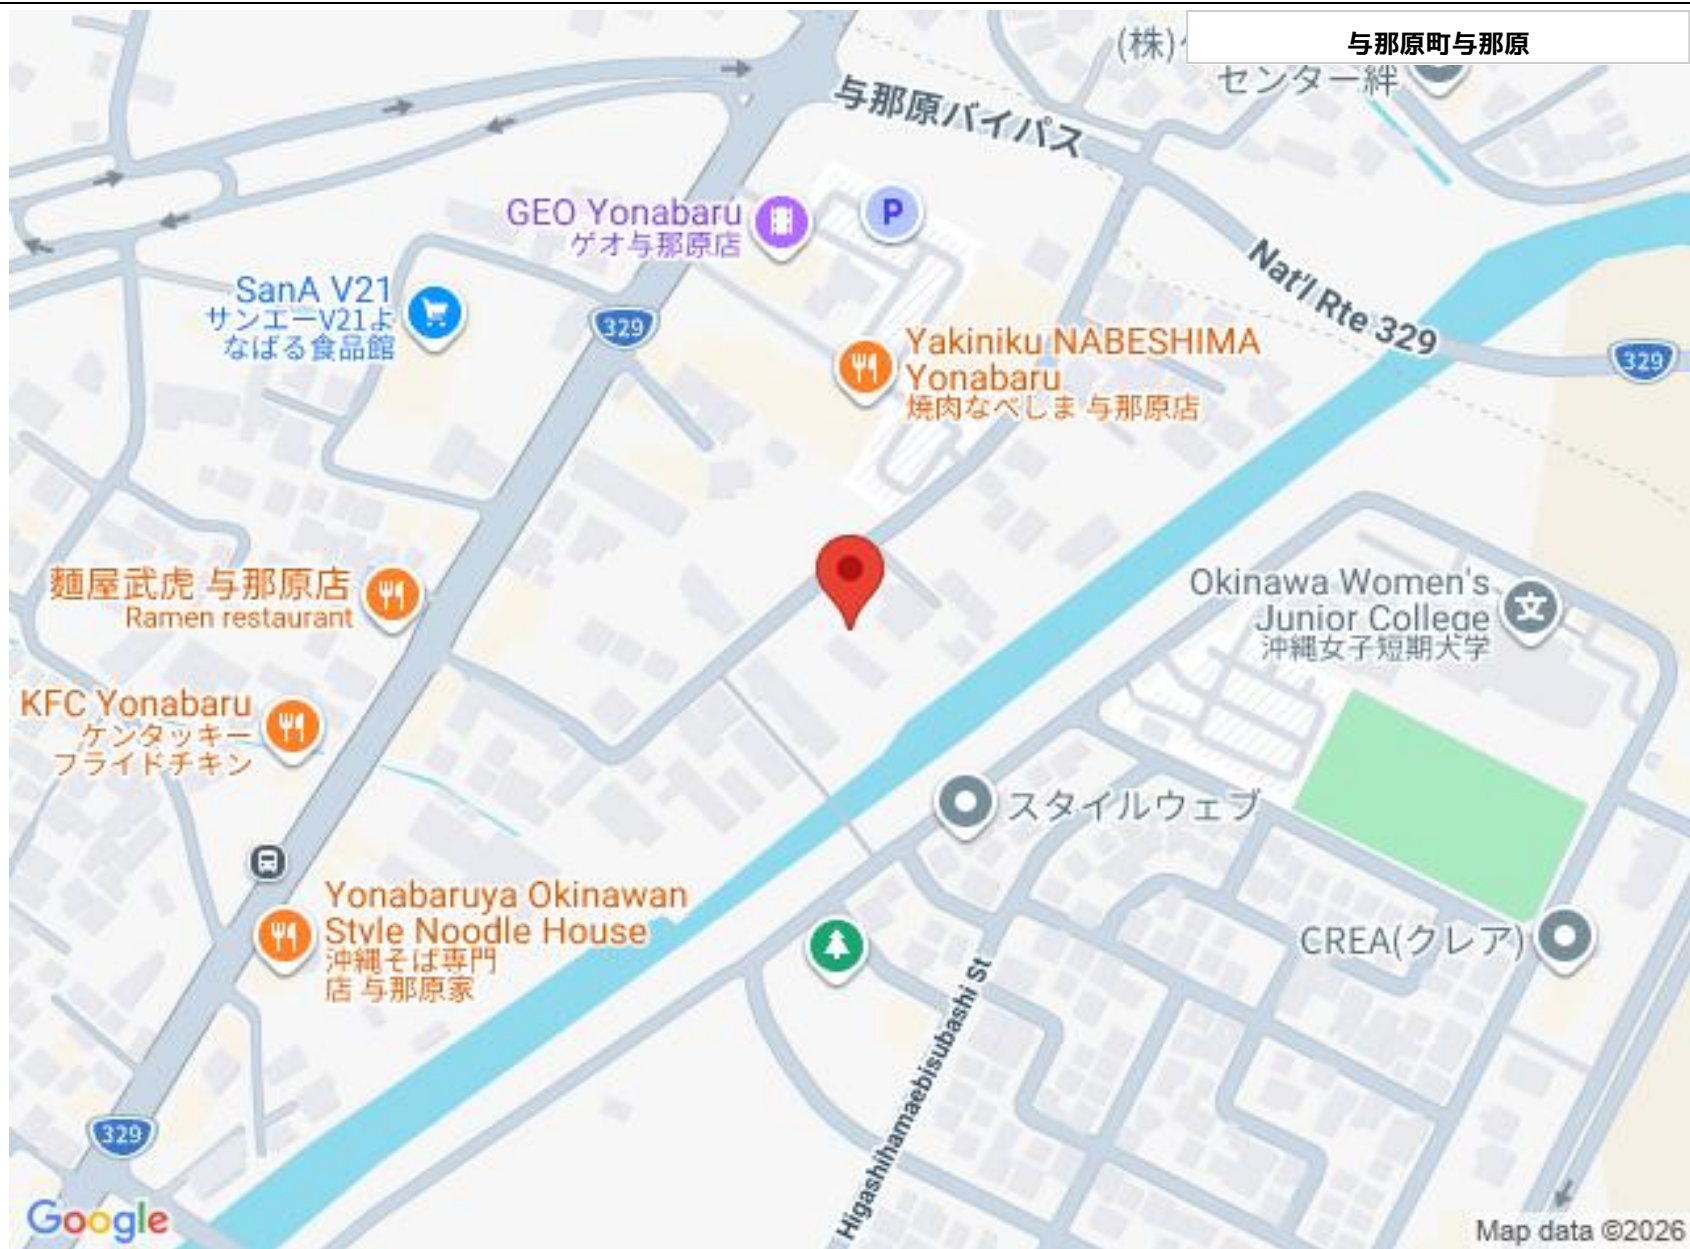 与那原町与那原
(株)
センター絆
与那原バイパス
GEO Yonabaru
ゲオ与那原店
P
SanA V21
サンエーV21よ
なばる食品館
329
Nat'l Rte 329
329
Yakiniku NABESHIMA
Yonabaru
焼肉なべしま 与那原店
麺屋武虎 与那原店
Ramen restaurant
Okinawa Women's
Junior College
沖縄女子短期大学
文
KFC Yonabaru
ケンタッキー
フライドチキン
スタイルウェブ
Yonabaruya Okinawan
Style Noodle House
沖縄そば専門
店 与那原家
CREA(クレア)
Higashihamaebisubashi St
329
Google
Map data ©2026